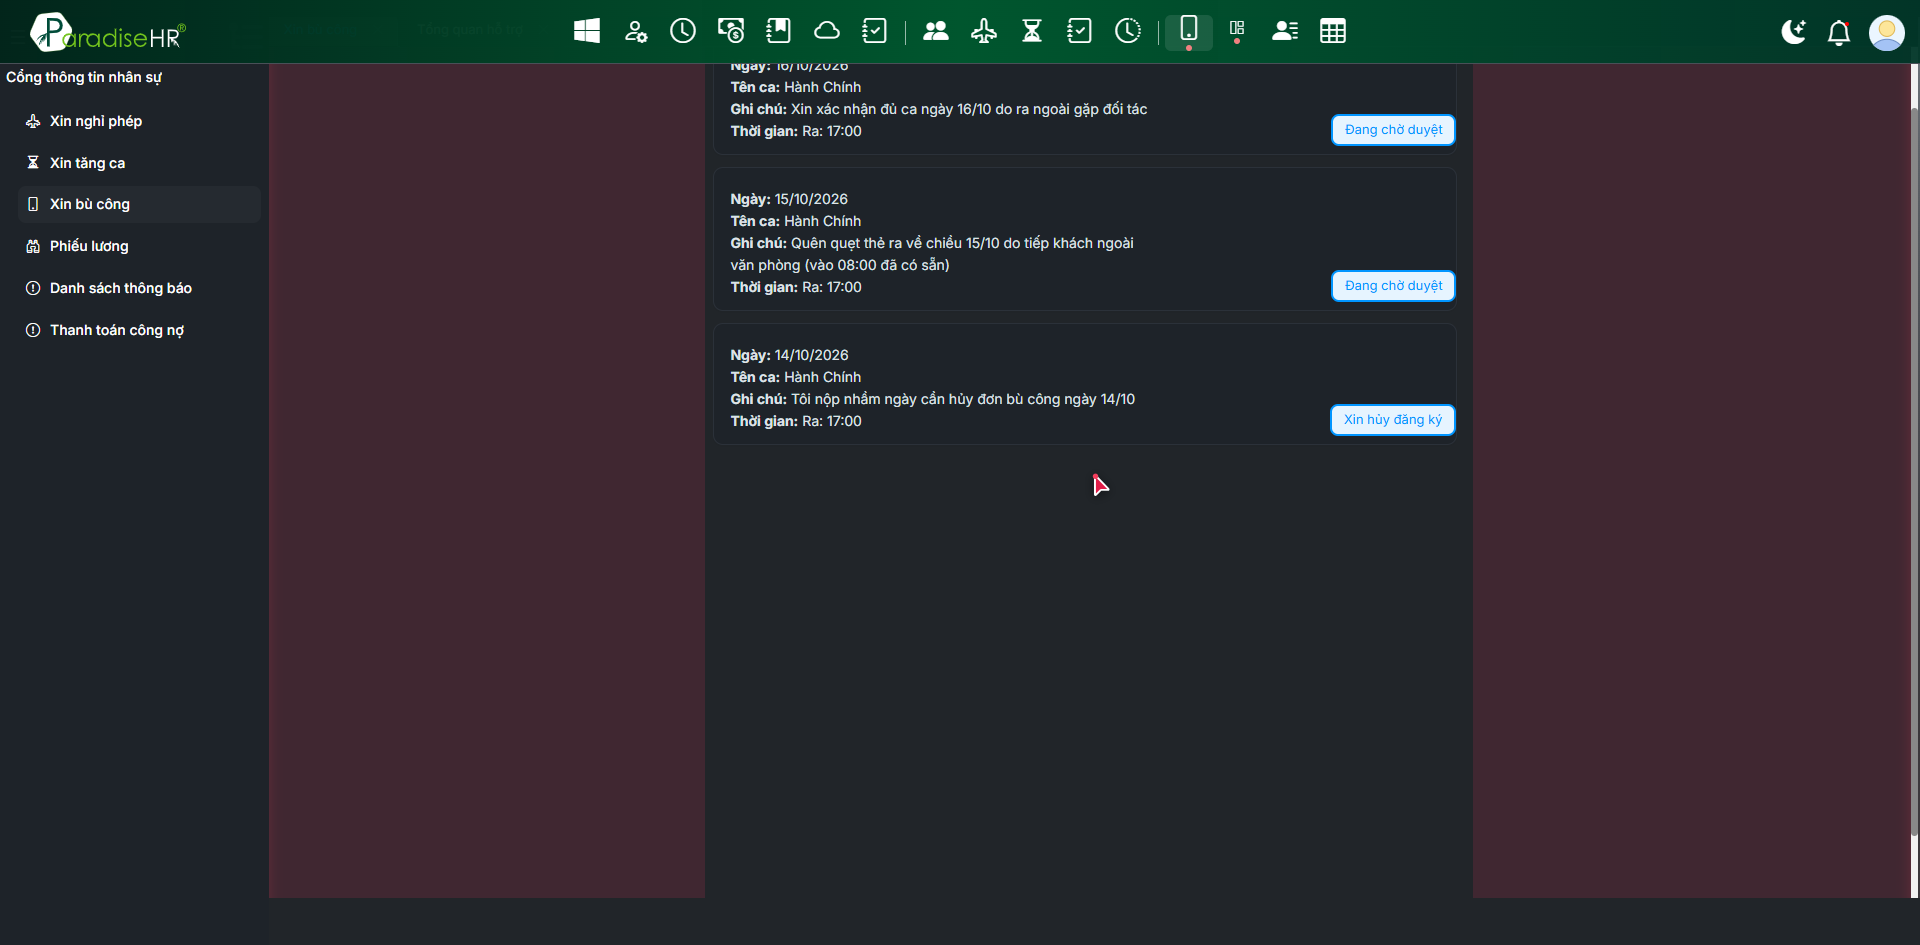 ParadiseHR®
Cổng thông tin nhân sự
Xin nghỉ phép
Xin tăng ca
Xin bù công
Phiếu lương
Danh sách thông báo
Thanh toán công nợ
Ngày: 16/10/2026
Tên ca: Hành Chính
Ghi chú: Xin xác nhận đủ ca ngày 16/10 do ra ngoài gặp đối tác
Thời gian: Ra: 17:00
Đang chờ duyệt
Ngày: 15/10/2026
Tên ca: Hành Chính
Ghi chú: Quên quẹt thẻ ra về chiều 15/10 do tiếp khách ngoài
văn phòng (vào 08:00 đã có sẵn)
Thời gian: Ra: 17:00
Đang chờ duyệt
Ngày: 14/10/2026
Tên ca: Hành Chính
Ghi chú: Tôi nộp nhầm ngày cần hủy đơn bù công ngày 14/10
Thời gian: Ra: 17:00
Xin hủy đăng ký